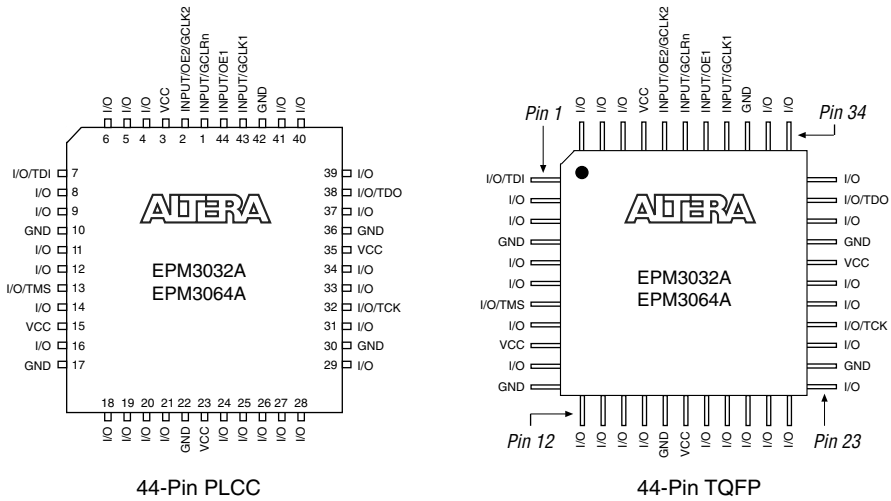 I/O
I/O
I/O
VCC
INPUT/OE2/GCLK2
INPUT/GCLRn
INPUT/OE1
INPUT/GCLK1
GND
I/O
I/O
6 5 4 3 2 1 44 43 42 41 40
I/O/TDI 7
I/O 8
I/O 9
GND 10
I/O 11
I/O 12
I/O/TMS 13
I/O 14
VCC 15
I/O 16
GND 17
39 I/O
38 I/O/TDO
37 I/O
36 GND
35 VCC
34 I/O
33 I/O
32 I/O/TCK
31 I/O
30 GND
29 I/O
ALTERA
EPM3032A
EPM3064A
18 19 20 21 22 23 24 25 26 27 28
I/O
I/O
I/O
I/O
GND
VCC
I/O
I/O
I/O
I/O
I/O
44-Pin PLCC
Pin 1
I/O
I/O
I/O
VCC
INPUT/OE2/GCLK2
INPUT/GCLRn
INPUT/OE1
INPUT/GCLK1
GND
I/O
I/O
Pin 34
I/O/TDI
I/O
I/O
GND
I/O
I/O
I/O/TMS
I/O
VCC
I/O
GND
ALTERA
EPM3032A
EPM3064A
I/O
I/O/TDO
I/O
GND
VCC
I/O
I/O
I/O/TCK
I/O
GND
I/O
Pin 12
I/O
I/O
I/O
I/O
GND
VCC
I/O
I/O
I/O
I/O
I/O
Pin 23
44-Pin TQFP